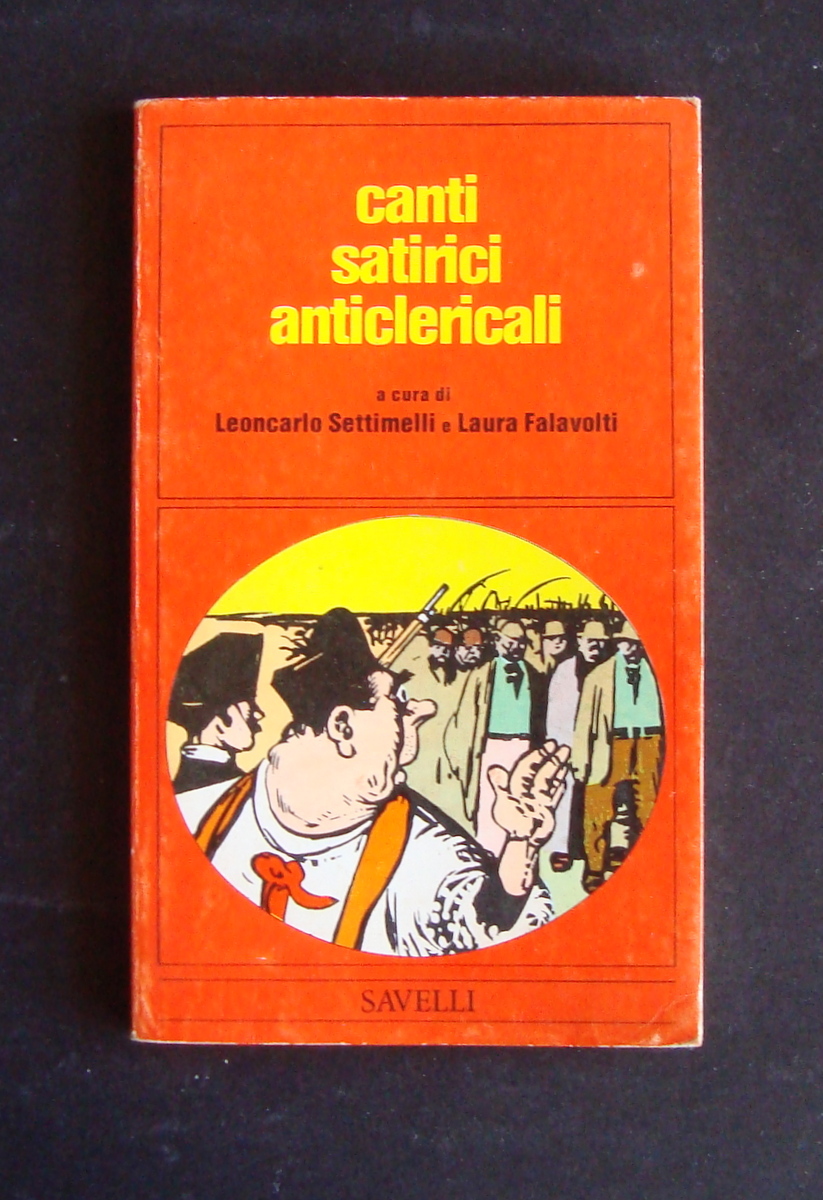 canti
satirici
anticlericali
a cura di
Leoncarlo Settimelli e Laura Falavolti
SAVELLI